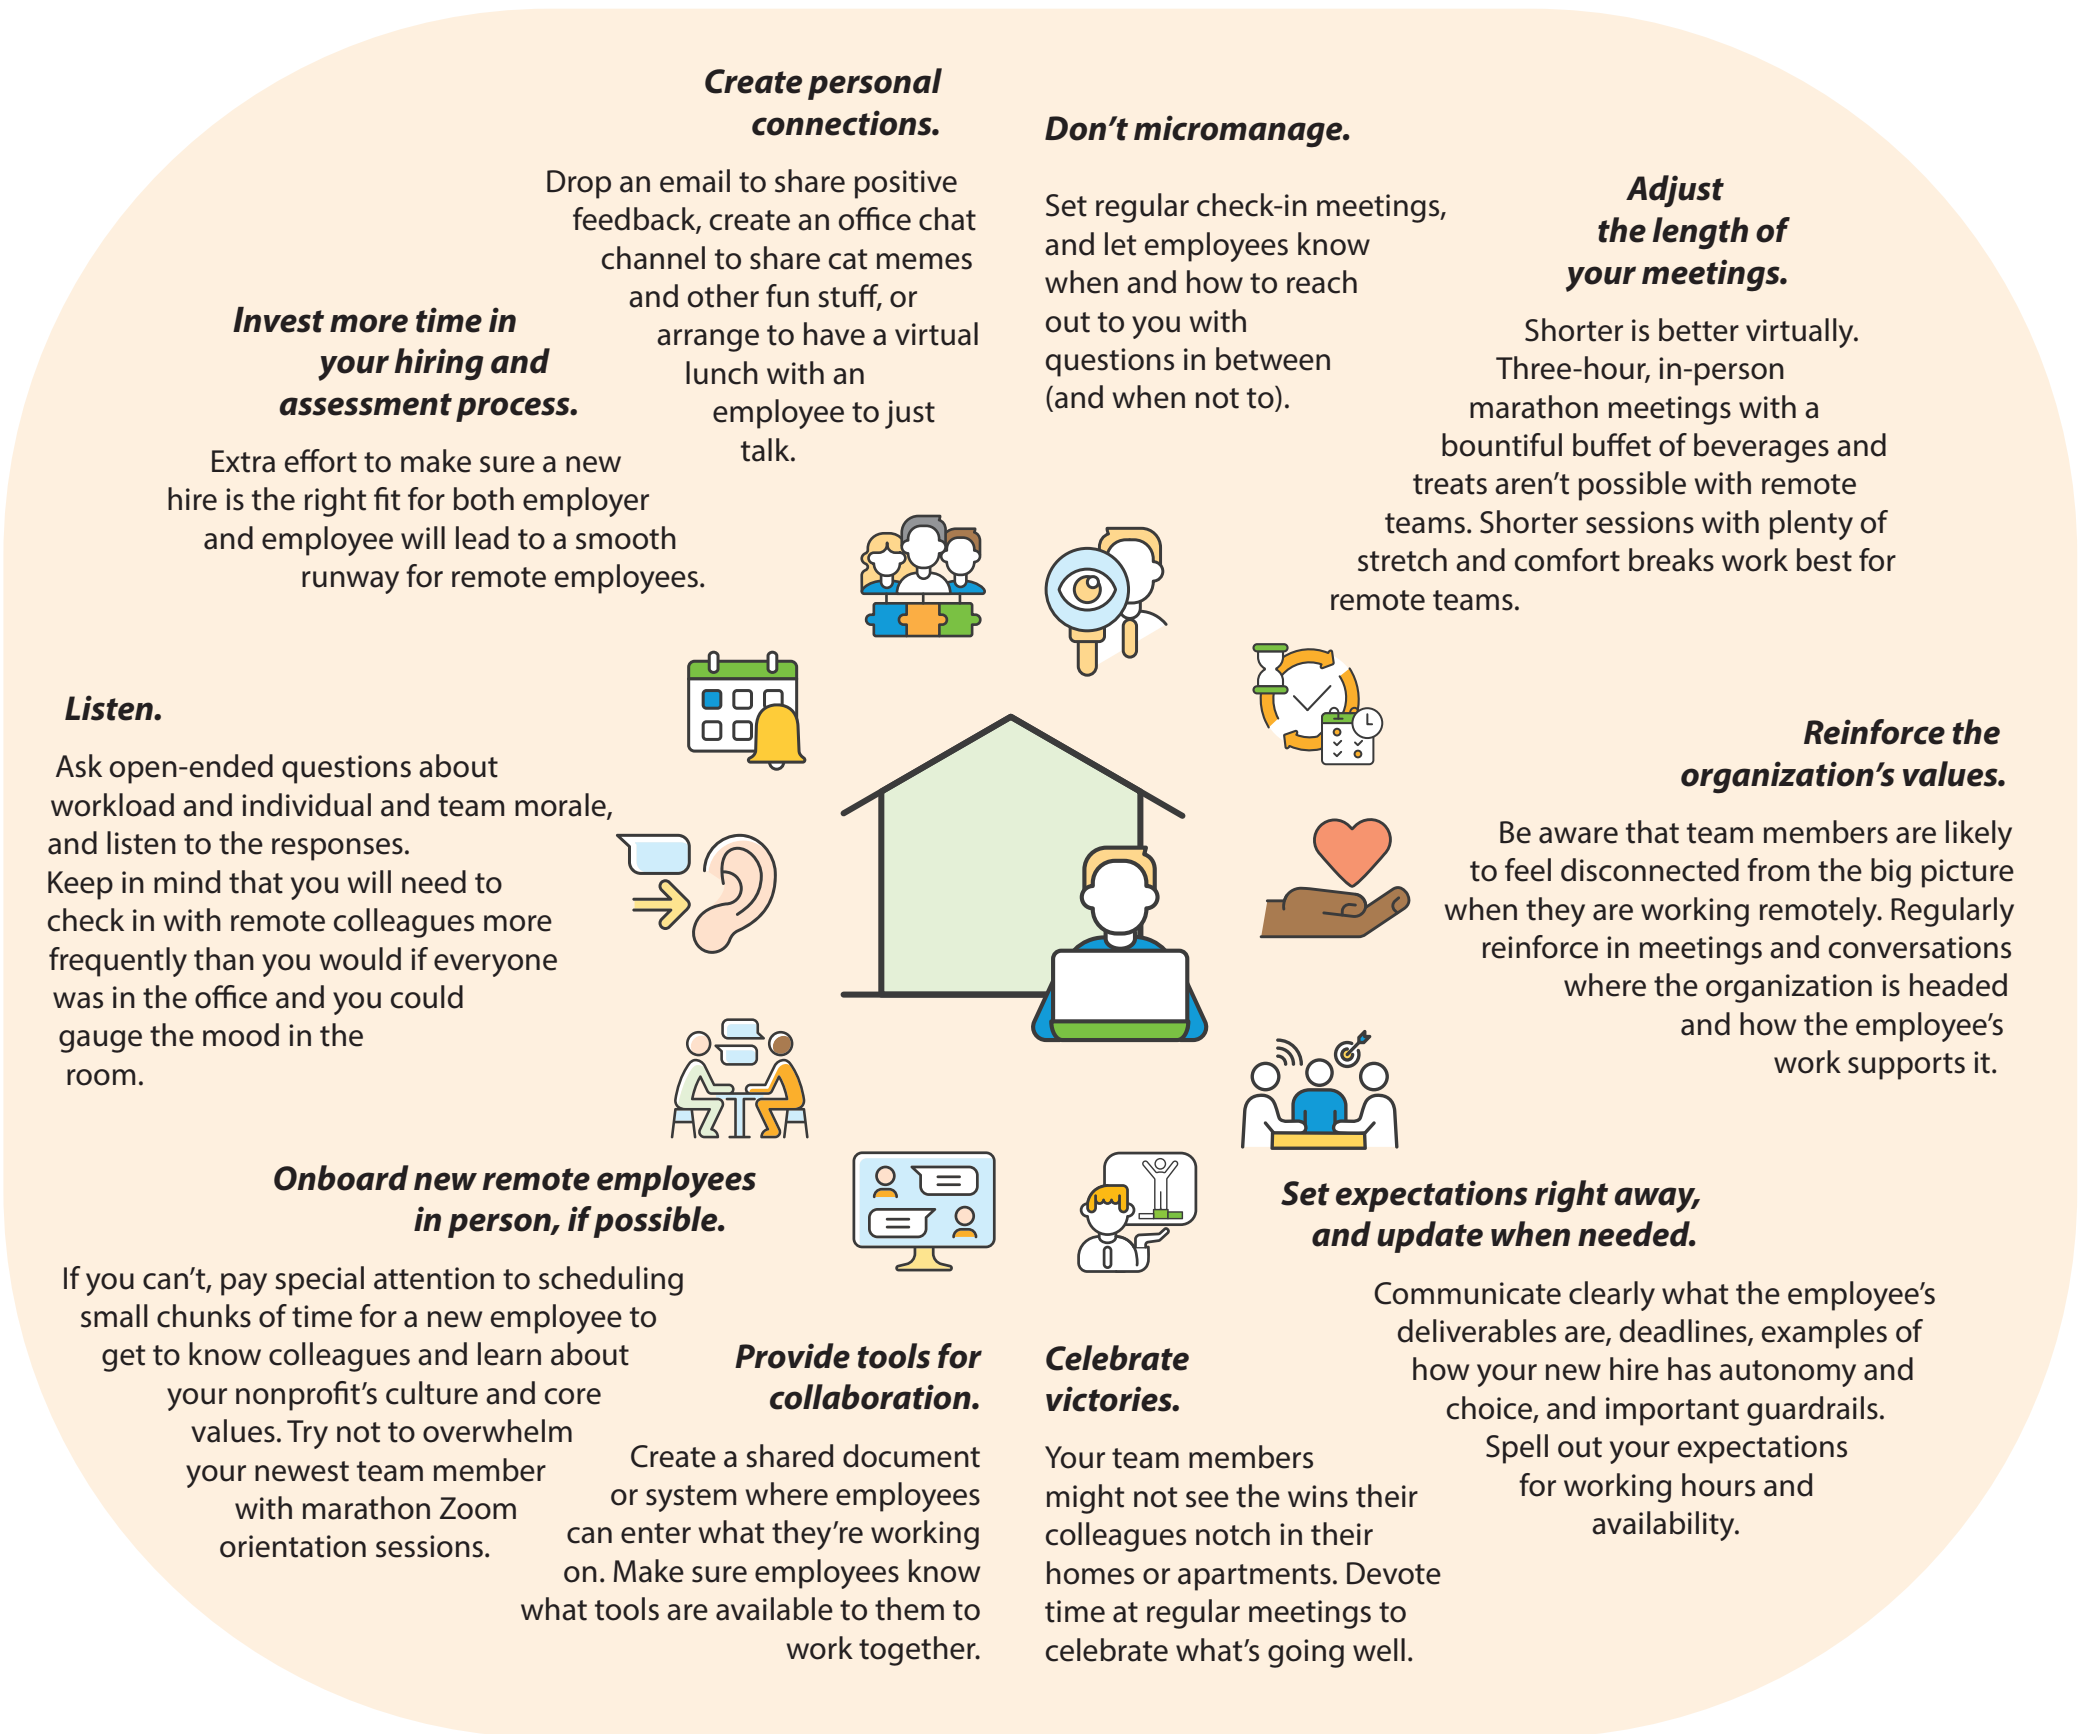 Create personal
connections.
Drop an email to share positive
feedback, create an office chat
channel to share cat memes
and other fun stuff, or
arrange to have a virtual
lunch with an
employee to just
talk.
Don’t micromanage.
Set regular check-in meetings,
and let employees know
when and how to reach
out to you with
questions in between
(and when not to).
Adjust
the length of
your meetings.
Shorter is better virtually.
Three-hour, in-person
marathon meetings with a
bountiful buffet of beverages and
treats aren’t possible with remote
teams. Shorter sessions with plenty of
stretch and comfort breaks work best for
remote teams.
Reinforce the
organization’s values.
Be aware that team members are likely
to feel disconnected from the big picture
when they are working remotely. Regularly
reinforce in meetings and conversations
where the organization is headed
and how the employee’s
work supports it.
Set expectations right away,
and update when needed.
Communicate clearly what the employee’s
deliverables are, deadlines, examples of
how your new hire has autonomy and
choice, and important guardrails.
Spell out your expectations
for working hours and
availability.
Celebrate
victories.
Your team members
might not see the wins their
colleagues notch in their
homes or apartments. Devote
time at regular meetings to
celebrate what’s going well.
Provide tools for
collaboration.
Create a shared document
or system where employees
can enter what they’re working
on. Make sure employees know
what tools are available to them to
work together.
Onboard new remote employees
in person, if possible.
If you can’t, pay special attention to scheduling
small chunks of time for a new employee to
get to know colleagues and learn about
your nonprofit’s culture and core
values. Try not to overwhelm
your newest team member
with marathon Zoom
orientation sessions.
Listen.
Ask open-ended questions about
workload and individual and team morale,
and listen to the responses.
Keep in mind that you will need to
check in with remote colleagues more
frequently than you would if everyone
was in the office and you could
gauge the mood in the
room.
Invest more time in
your hiring and
assessment process.
Extra effort to make sure a new
hire is the right fit for both employer
and employee will lead to a smooth
runway for remote employees.